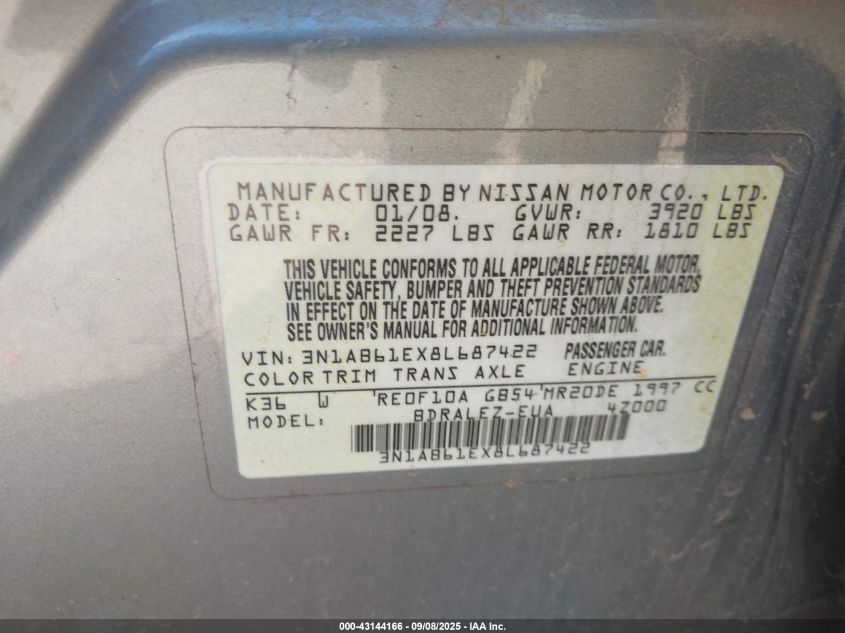 MANUFACTURED BY NISSAN MOTOR CO., LTD.
DATE: 01/08. GVWR: 3920 LBS
GAWR FR: 2227 LBS GAWR RR: 1810 LBS
THIS VEHICLE CONFORMS TO ALL APPLICABLE FEDERAL MOTOR,
VEHICLE SAFETY, BUMPER AND THEFT PREVENTION STANDARDS
IN EFFECT ON THE DATE OF MANUFACTURE SHOWN ABOVE.
SEE OWNER'S MANUAL FOR ADDITIONAL INFORMATION.
VIN: 3N1AB61EX8L687422 PASSENGER CAR.
COLOR TRIM TRANS AXLE ENGINE
K36 W RE0F10A GB54 MR20DE 1997 CC
MODEL: BDRALEZ-EUA 4Z000
3N1AB61EX8L687422
000-43144166 - 09/08/2025 - IAA Inc.